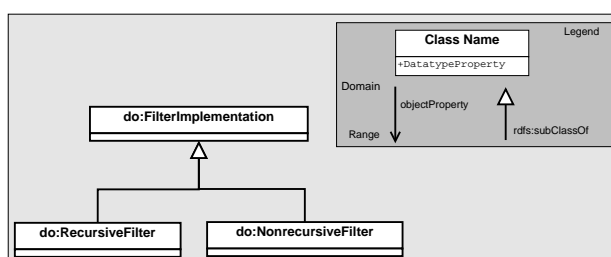 Legend
Class Name
+DatatypeProperty
Domain
objectProperty
Range
rdfs:subClassOf
do:FilterImplementation
do:RecursiveFilter
do:NonrecursiveFilter